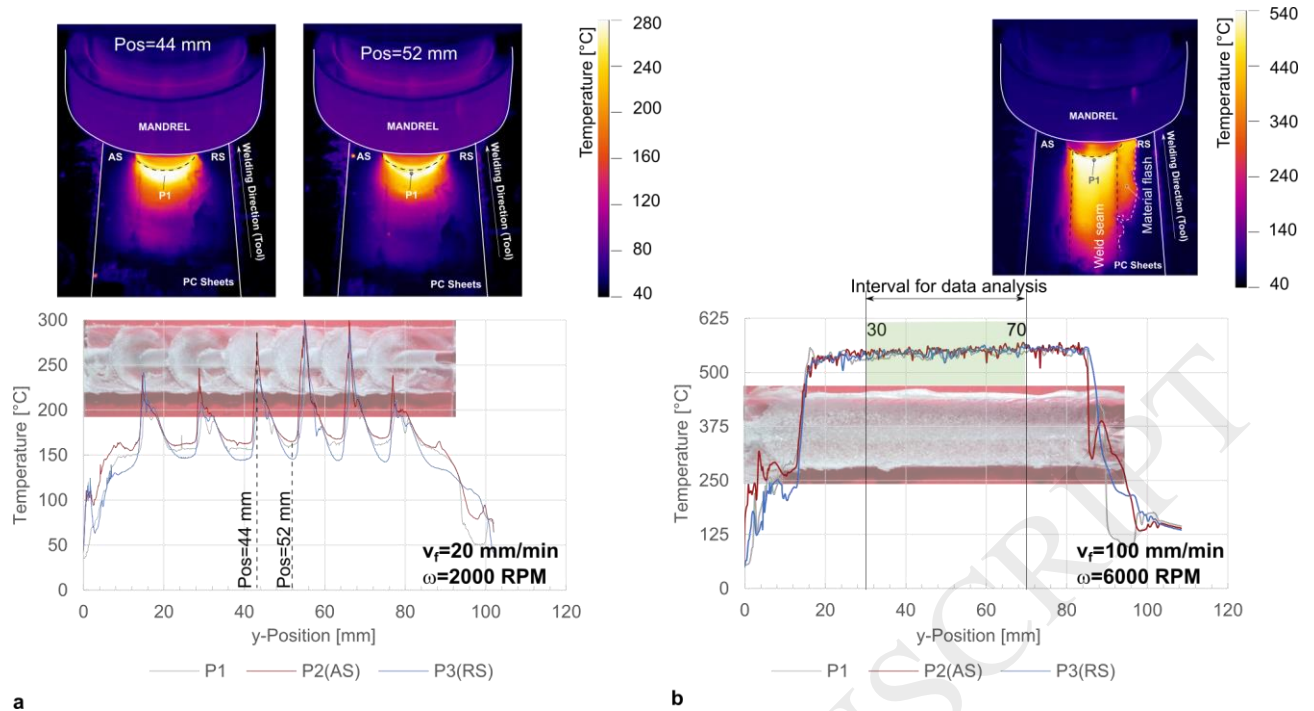 Pos=44 mm
MANDREL
AS
RS
P1
Welding Direction (Tool)
PC Sheets
Pos=52 mm
MANDREL
AS
RS
P1
Welding Direction (Tool)
PC Sheets
Temperature [°C]
280
240
200
160
120
80
40
MANDREL
AS
RS
P1
Weld seam
Material flash
Welding Direction (Tool)
PC Sheets
Temperature [°C]
540
440
340
240
140
40
Temperature [°C]
300
250
200
150
100
50
0
Pos=44 mm
Pos=52 mm
v_f=20 mm/min
ω=2000 RPM
0 20 40 60 80 100 120
y-Position [mm]
P1 P2(AS) P3(RS)
a
Interval for data analysis
30 70
Temperature [°C]
625
500
375
250
125
0
v_f=100 mm/min
ω=6000 RPM
0 20 40 60 80 100 120
y-Position [mm]
P1 P2(AS) P3(RS)
b
NUSCRIPT